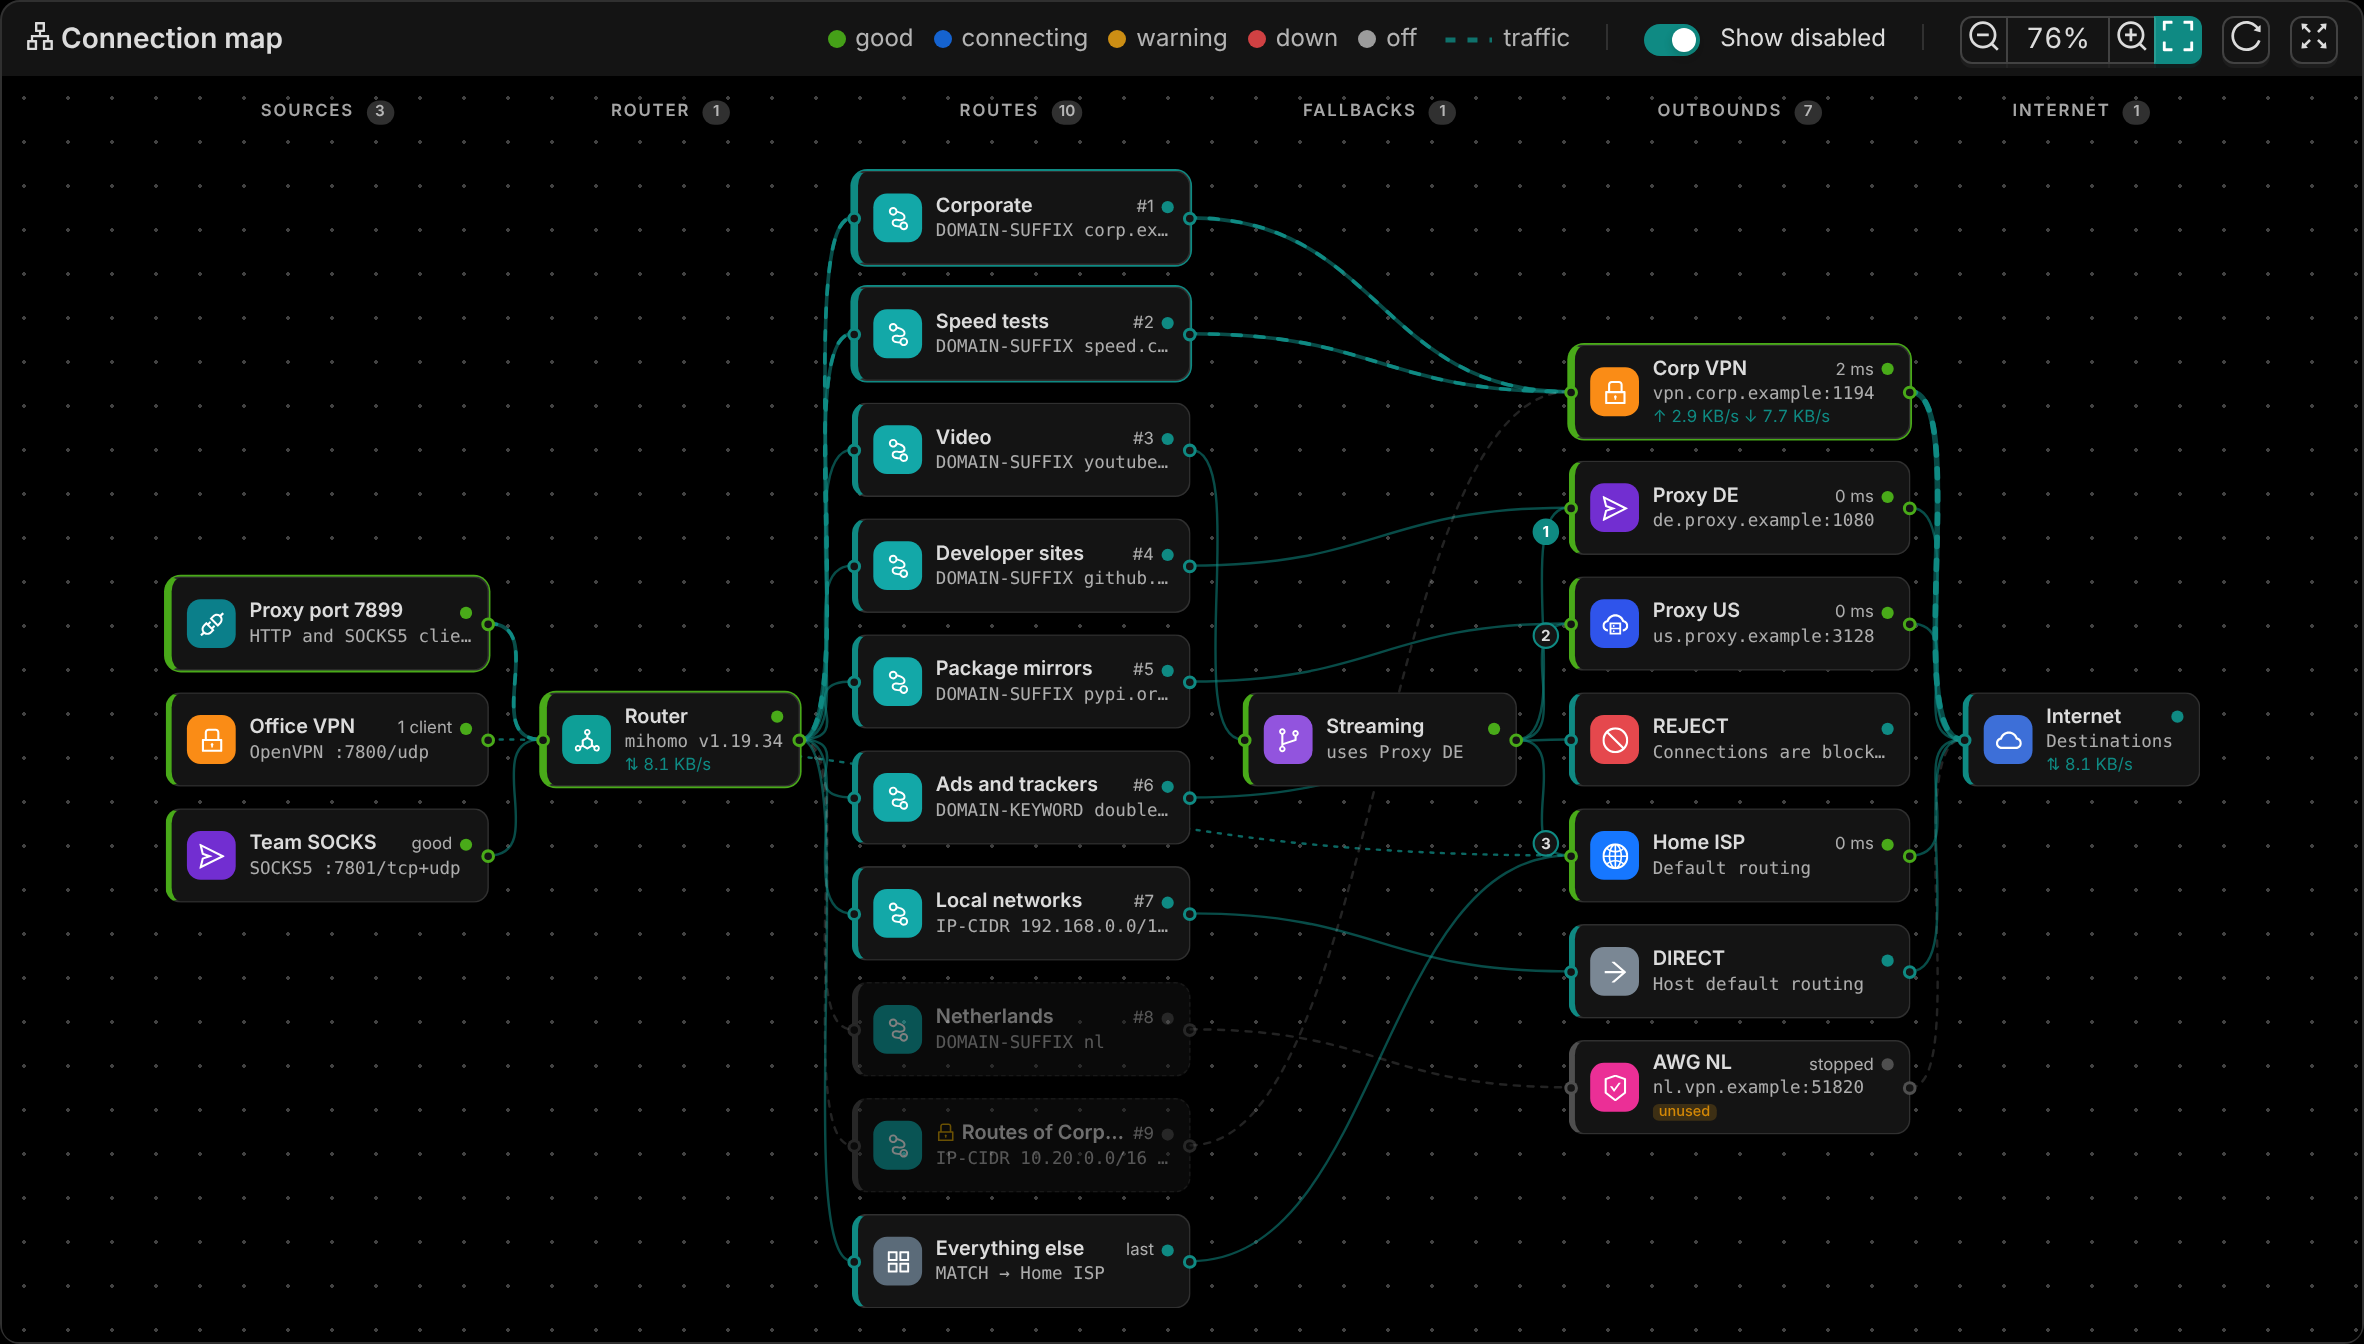 Connection map
good
connecting
warning
down
off
traffic
Show disabled
76%
SOURCES 3
ROUTER 1
ROUTES 10
FALLBACKS 1
OUTBOUNDS 7
INTERNET 1
Proxy port 7899
HTTP and SOCKS5 clie…
Office VPN 1 client
OpenVPN :7800/udp
Team SOCKS good
SOCKS5 :7801/tcp+udp
Router
mihomo v1.19.34
⇅ 8.1 KB/s
Corporate #1
DOMAIN-SUFFIX corp.ex…
Speed tests #2
DOMAIN-SUFFIX speed.c…
Video #3
DOMAIN-SUFFIX youtube…
Developer sites #4
DOMAIN-SUFFIX github.…
Package mirrors #5
DOMAIN-SUFFIX pypi.or…
Ads and trackers #6
DOMAIN-KEYWORD double…
Local networks #7
IP-CIDR 192.168.0.0/1…
Netherlands #8
DOMAIN-SUFFIX nl
Routes of Corp… #9
IP-CIDR 10.20.0.0/16 …
Everything else last
MATCH → Home ISP
Streaming
uses Proxy DE
1
2
3
Corp VPN 2 ms
vpn.corp.example:1194
↑ 2.9 KB/s ↓ 7.7 KB/s
Proxy DE 0 ms
de.proxy.example:1080
Proxy US 0 ms
us.proxy.example:3128
REJECT
Connections are block…
Home ISP 0 ms
Default routing
DIRECT
Host default routing
AWG NL stopped
nl.vpn.example:51820
unused
Internet
Destinations
⇅ 8.1 KB/s